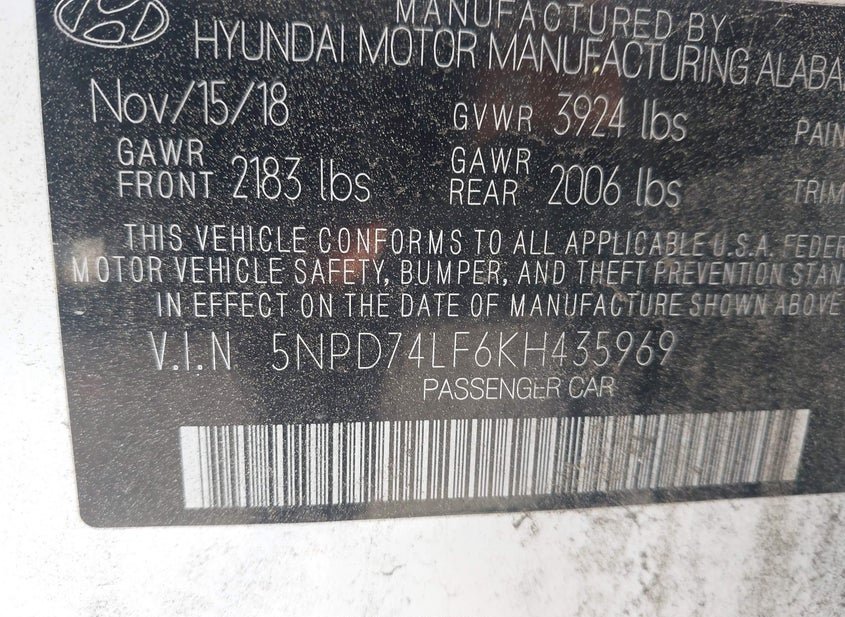 MANUFACTURED BY
HYUNDAI MOTOR MANUFACTURING
Nov/15/18 GVWR 3924 lbs
GAWR FRONT 2183 lbs GAWR REAR 2006 lbs TRIM
THIS VEHICLE CONFORMS TO ALL APPLICABLE U.S.A.
MOTOR VEHICLE SAFETY, BUMPER, AND THEFT PREVENTION
IN EFFECT ON THE DATE OF MANUFACTURE SHOWN ABOVE
V.I.N 5NPD74LF6KH435969
PASSENGER CAR